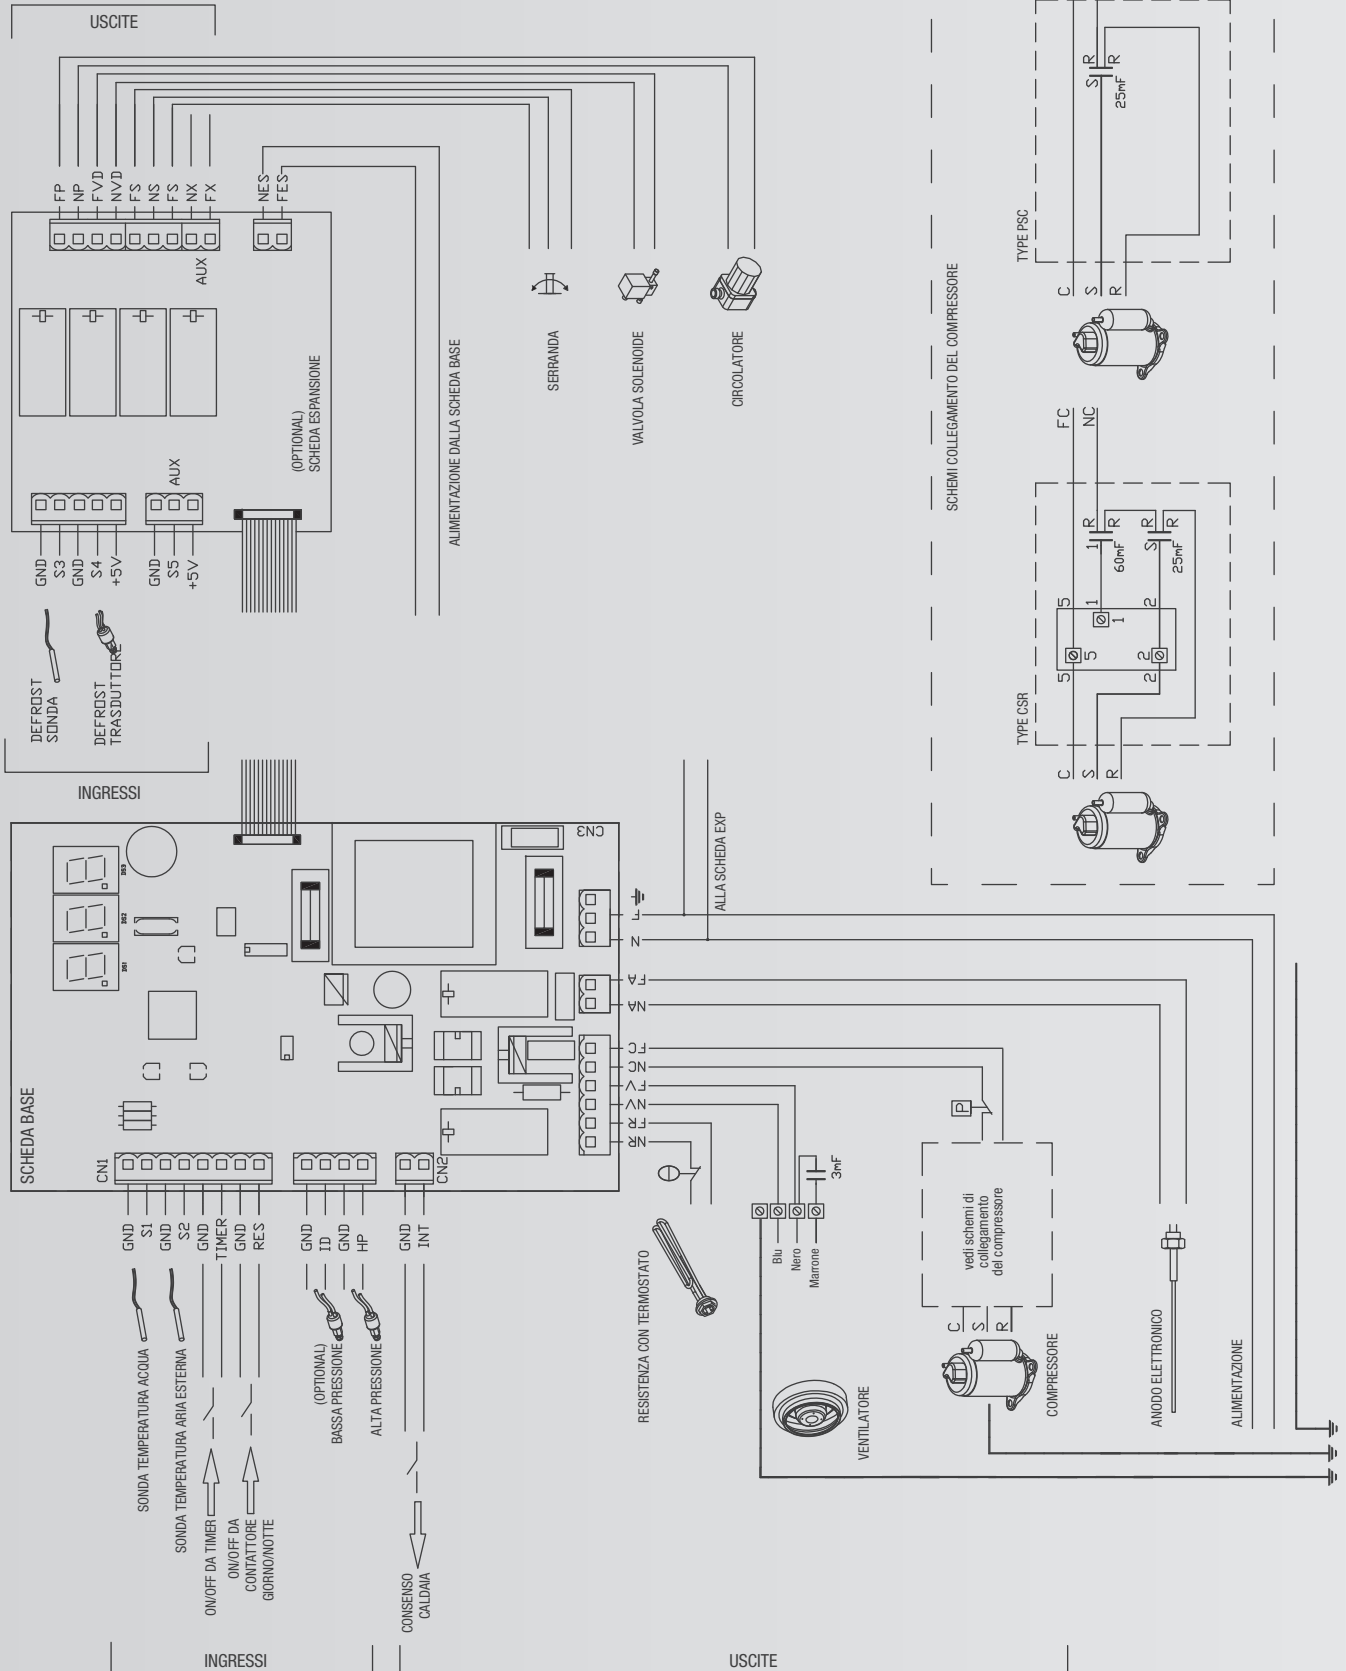 USCITE
FP
NP
FVD
NVD
FS
NS
FS
NX
FX
NES
FES
AUX
(OPTIONAL)
SCHEDA ESPANSIONE
AUX
GND
S3
GND
S4
+5V
GND
S5
+5V
DEFROST
SONDA
DEFROST
TRASDUTTORE
ALIMENTAZIONE DALLA SCHEDA BASE
SERRANDA
VALVOLA SOLENOIDE
CIRCOLATORE
INGRESSI
SCHEMI COLLEGAMENTO DEL COMPRESSORE
TYPE PSC
C
S
R
S
R
R
25mF
FC
NC
TYPE CSR
C
S
R
5
5
5
1
1
2
2
2
1
R
R
60mF
S
R
R
25mF
SCHEDA BASE
DS1
DS2
DS3
CN1
CN2
CN3
GND
S1
GND
S2
GND
TIMER
GND
RES
GND
ID
GND
HP
GND
INT
NR
FR
NV
FV
NC
FC
NA
FA
N
F
ALLA SCHEDA EXP
SONDA TEMPERATURA ACQUA
SONDA TEMPERATURA ARIA ESTERNA
ON/OFF DA TIMER
ON/OFF DA
CONTATTORE
GIORNO/NOTTE
(OPTIONAL)
BASSA PRESSIONE
ALTA PRESSIONE
CONSENSO
CALDAIA
RESISTENZA CON TERMOSTATO
Blu
Nero
Marrone
3mF
VENTILATORE
P
vedi schemi di
collegamento
del compressore
C
S
R
COMPRESSORE
ANODO ELETTRONICO
ALIMENTAZIONE
INGRESSI
USCITE